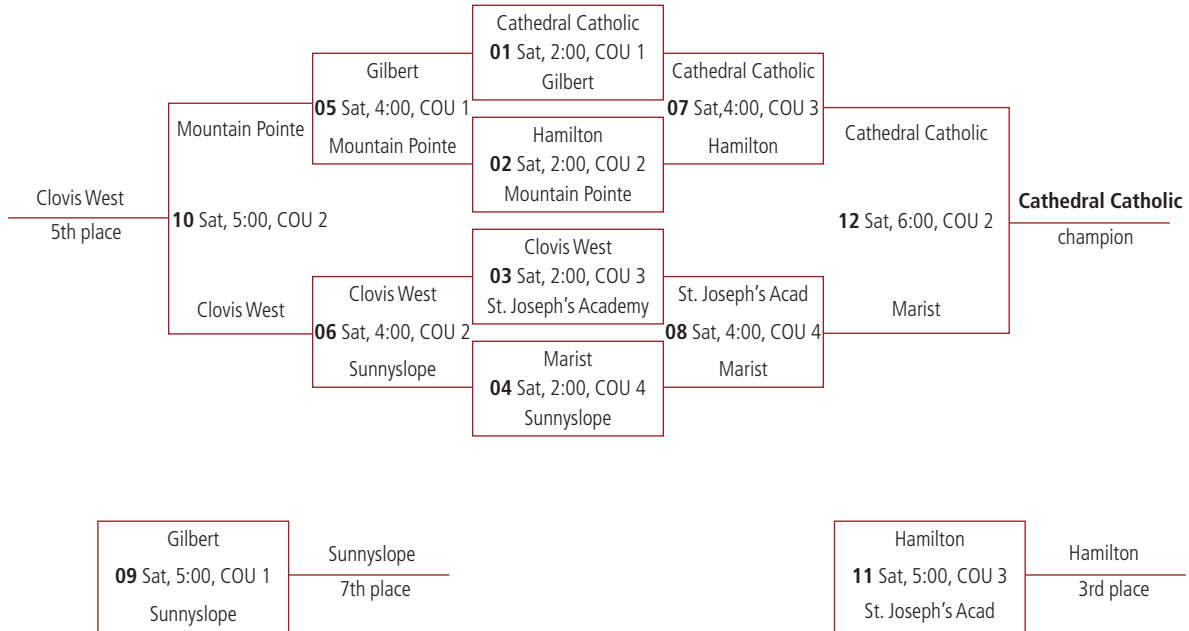 Cathedral Catholic
01 Sat, 2:00, COU 1
Gilbert
Gilbert
05 Sat, 4:00, COU 1
Mountain Pointe
Cathedral Catholic
07 Sat,4:00, COU 3
Hamilton
Hamilton
02 Sat, 2:00, COU 2
Mountain Pointe
Mountain Pointe
10 Sat, 5:00, COU 2
Clovis West
Clovis West
5th place
Cathedral Catholic
12 Sat, 6:00, COU 2
Marist
Cathedral Catholic
champion
Clovis West
03 Sat, 2:00, COU 3
St. Joseph's Academy
Clovis West
06 Sat, 4:00, COU 2
Sunnyslope
St. Joseph's Acad
08 Sat, 4:00, COU 4
Marist
Marist
04 Sat, 2:00, COU 4
Sunnyslope
Gilbert
09 Sat, 5:00, COU 1
Sunnyslope
Sunnyslope
7th place
Hamilton
11 Sat, 5:00, COU 3
St. Joseph's Acad
Hamilton
3rd place